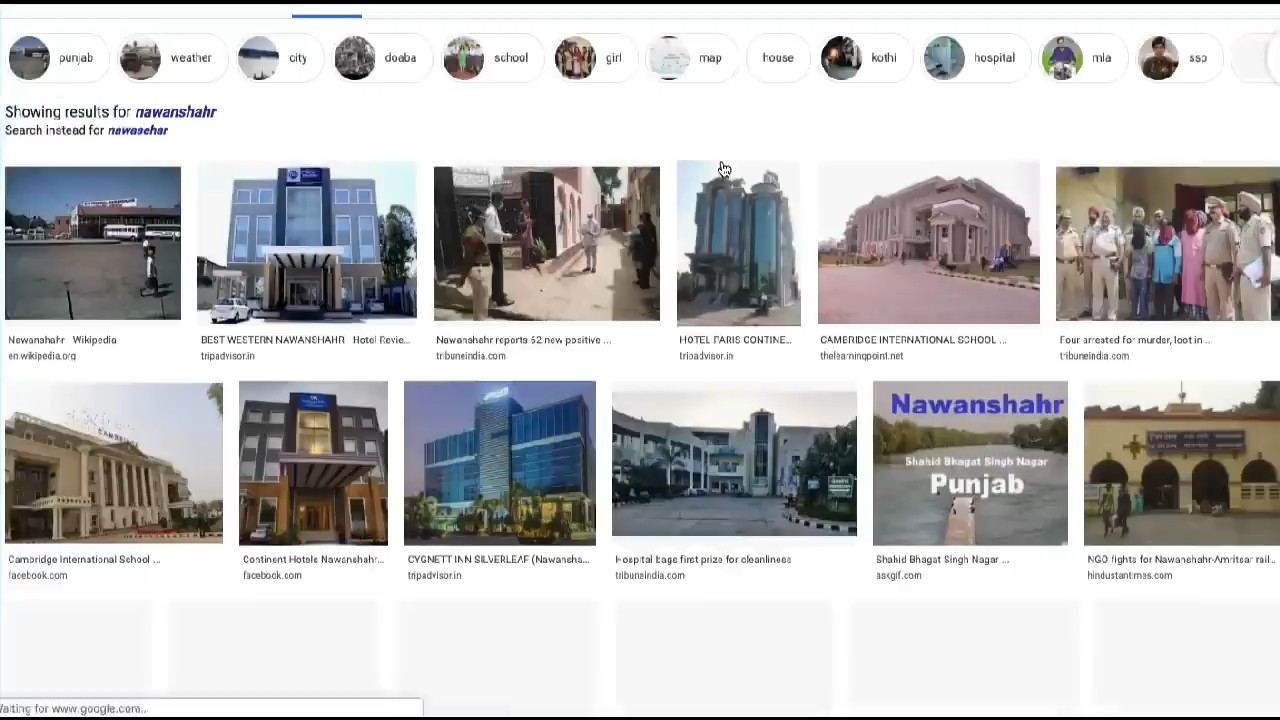 punjab
weather
city
doaba
school
girl
map
house
kothi
hospital
mla
ssp
Showing results for nawanshahr
Search instead for nawasehar
Nawanshahr - Wikipedia
en.wikipedia.org
BEST WESTERN NAWANSHAHR - Hotel Revie...
tripadvisor.in
Nawanshahr reports 62 new positive ...
tribuneindia.com
HOTEL PARIS CONTINE...
tripadvisor.in
CAMBRIDGE INTERNATIONAL SCHOOL ...
thelearningpoint.net
Four arrested for murder, loot in ...
tribuneindia.com
Nawanshahr
Shahid Bhagat Singh Nagar
Punjab
Cambridge International School ...
facebook.com
Continent Hotels Nawanshahr...
facebook.com
CYGNETT INN SILVERLEAF (Nawansha...
tripadvisor.in
Hospital bags first prize for cleanliness
tribuneindia.com
Shahid Bhagat Singh Nagar ...
askgif.com
NGO fights for Nawanshahr-Amritsar rail...
hindustantimes.com
aiting for www.google.com...